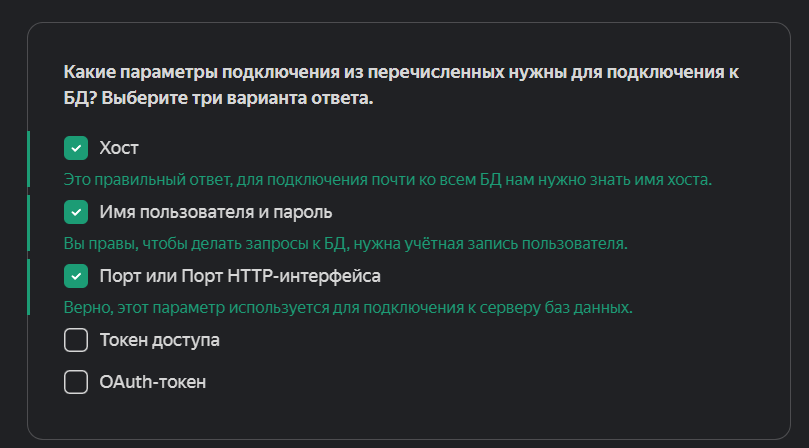 Какие параметры подключения из перечисленных нужны для подключения к
БД? Выберите три варианта ответа.
Хост
Это правильный ответ, для подключения почти ко всем БД нам нужно знать имя хоста.
Имя пользователя и пароль
Вы правы, чтобы делать запросы к БД, нужна учётная запись пользователя.
Порт или Порт HTTP-интерфейса
Верно, этот параметр используется для подключения к серверу баз данных.
Токен доступа
OAuth-токен